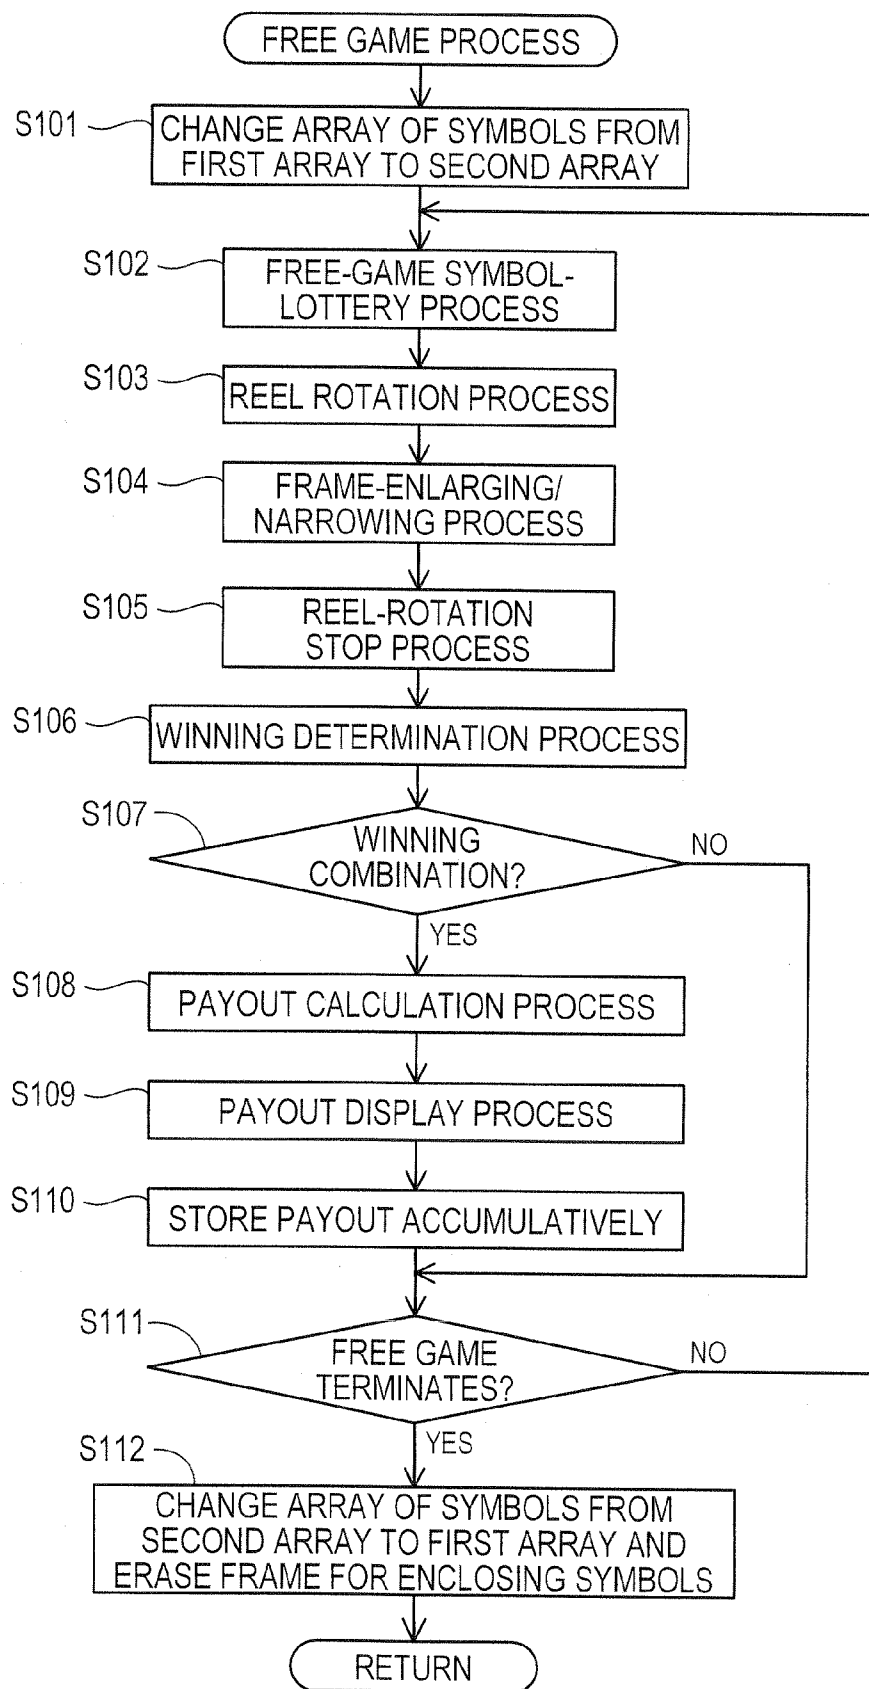 FREE GAME PROCESS
S101
CHANGE ARRAY OF SYMBOLS FROM
FIRST ARRAY TO SECOND ARRAY
S102
FREE-GAME SYMBOL-
LOTTERY PROCESS
S103
REEL ROTATION PROCESS
S104
FRAME-ENLARGING/
NARROWING PROCESS
S105
REEL-ROTATION
STOP PROCESS
S106
WINNING DETERMINATION PROCESS
S107
WINNING
COMBINATION?
NO
YES
S108
PAYOUT CALCULATION PROCESS
S109
PAYOUT DISPLAY PROCESS
S110
STORE PAYOUT ACCUMULATIVELY
S111
FREE GAME
TERMINATES?
NO
YES
S112
CHANGE ARRAY OF SYMBOLS FROM
SECOND ARRAY TO FIRST ARRAY AND
ERASE FRAME FOR ENCLOSING SYMBOLS
RETURN